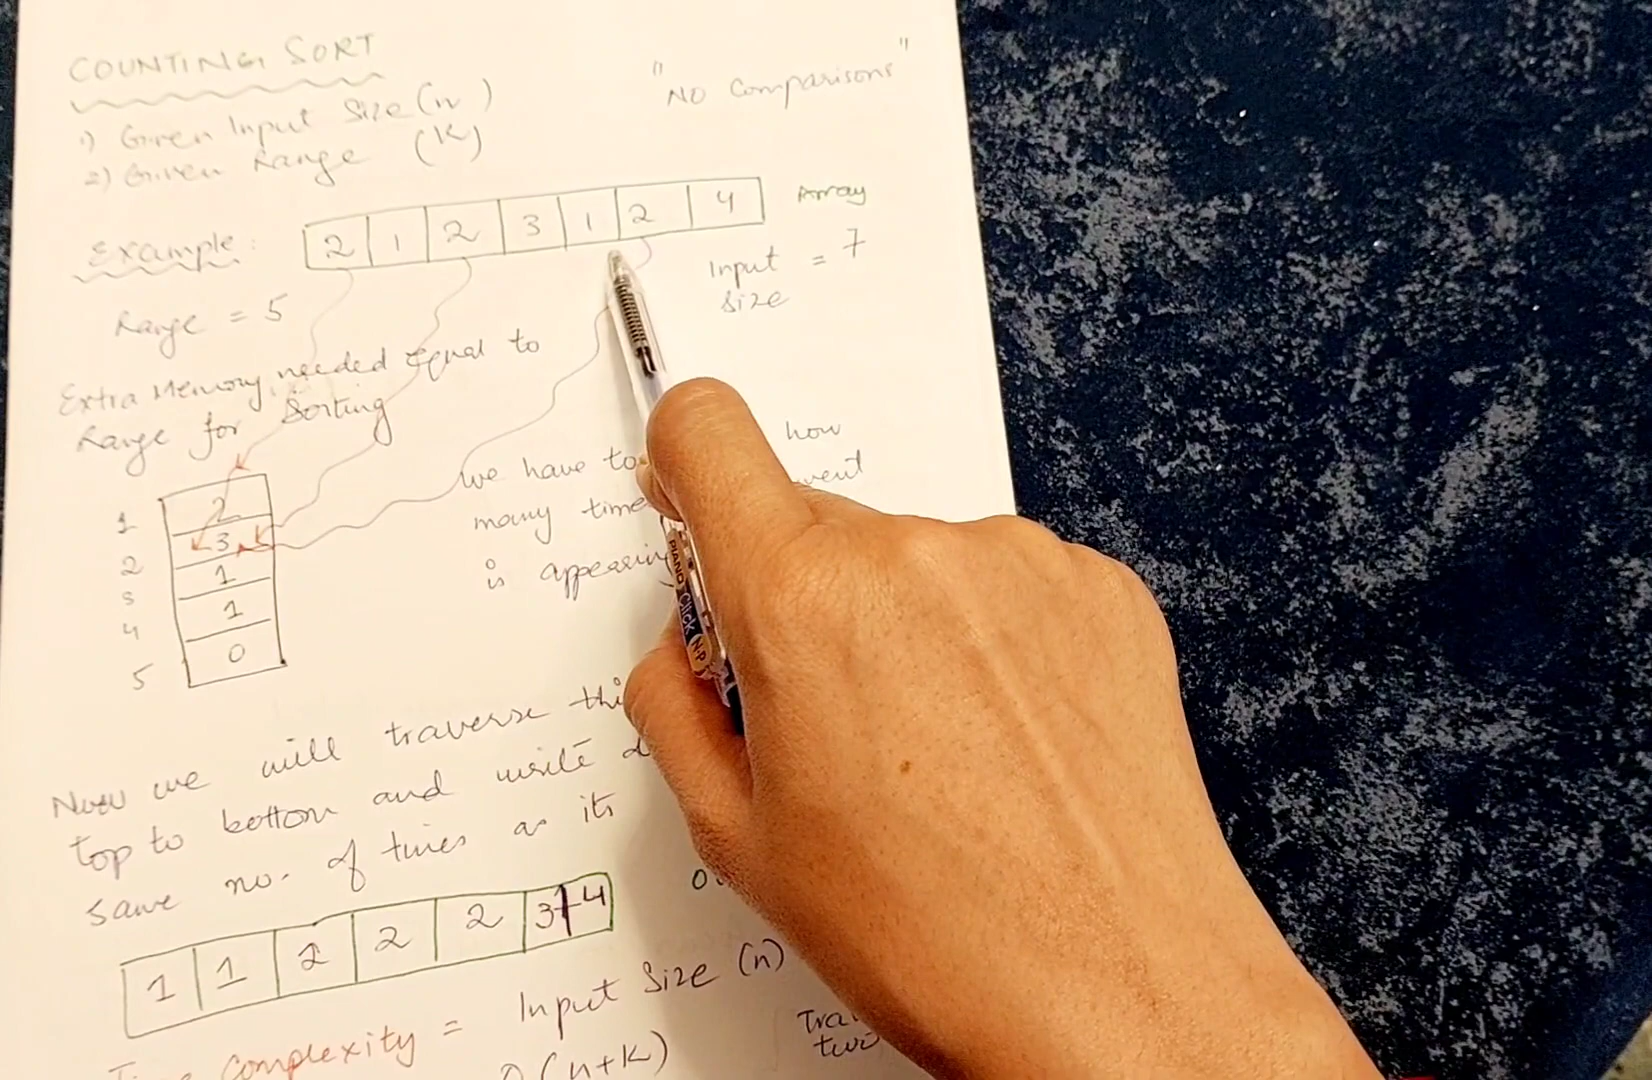 COUNTING SORT
"NO Comparisons"
1) Given Input Size (n)
2) Given Range (K)
Example:
2 1 2 3 1 2 4
Array
Range = 5
Input size = 7
Extra Memory needed Equal to
Range for Sorting
we have to how
many time
is appearing
1 2
2 3
3 1
4 1
5 0
Now we will traverse
top to bottom and write
same no. of times as its
1 1 2 2 2 3 4
Complexity = Input Size (n)
(n+K)